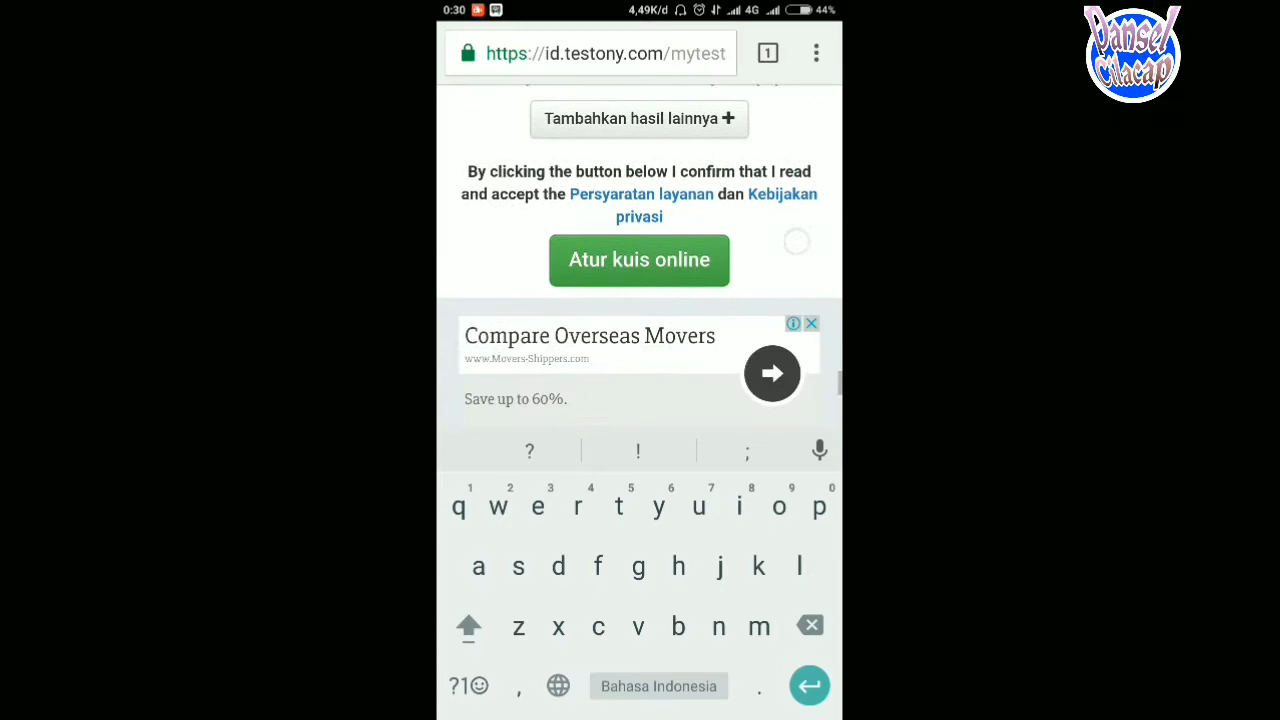 0:30 4,49K/d 4G 44%
Dansel
Cilacap
https://id.testony.com/mytest 1
Tambahkan hasil lainnya +
By clicking the button below I confirm that I read
and accept the Persyaratan layanan dan Kebijakan
privasi
Atur kuis online
Compare Overseas Movers
www.Movers-Shippers.com
Save up to 60%.
? ! ;
1 2 3 4 5 6 7 8 9 0
q w e r t y u i o p
a s d f g h j k l
z x c v b n m
?1 , Bahasa Indonesia .